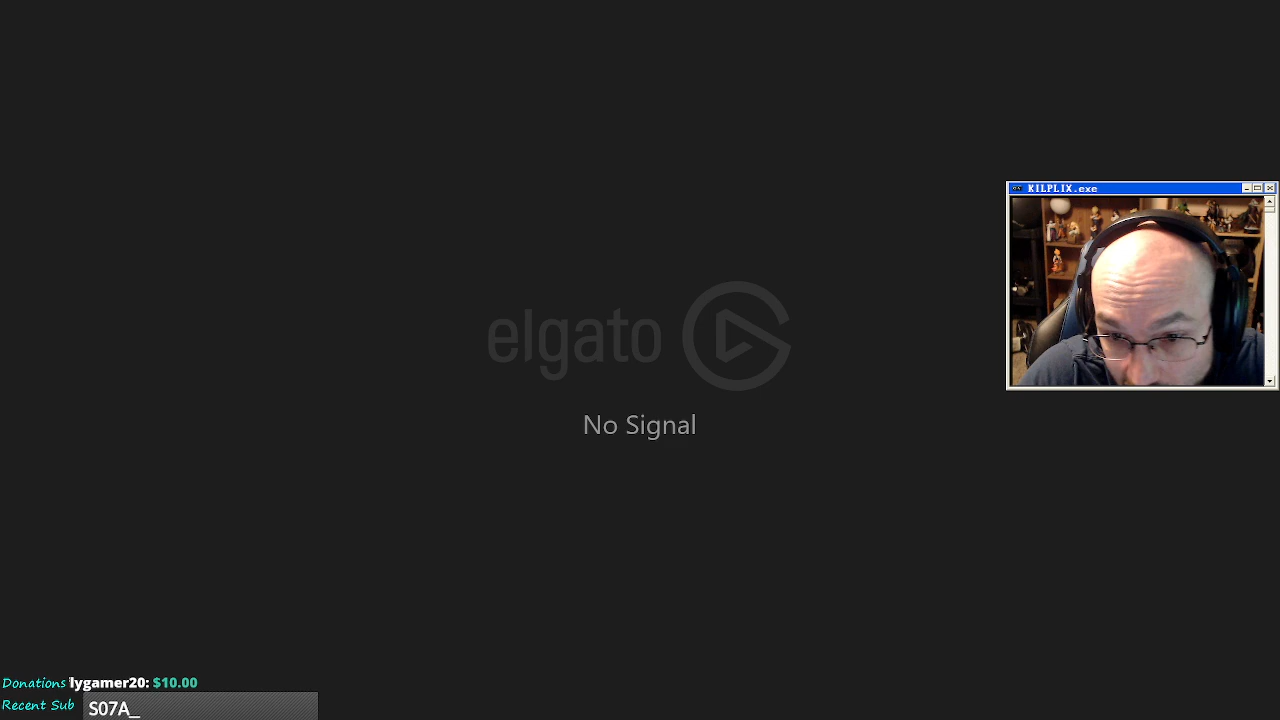 KILPLIX.exe
elgato
No Signal
Donations lygamer20: $10.00
Recent Sub S07A_